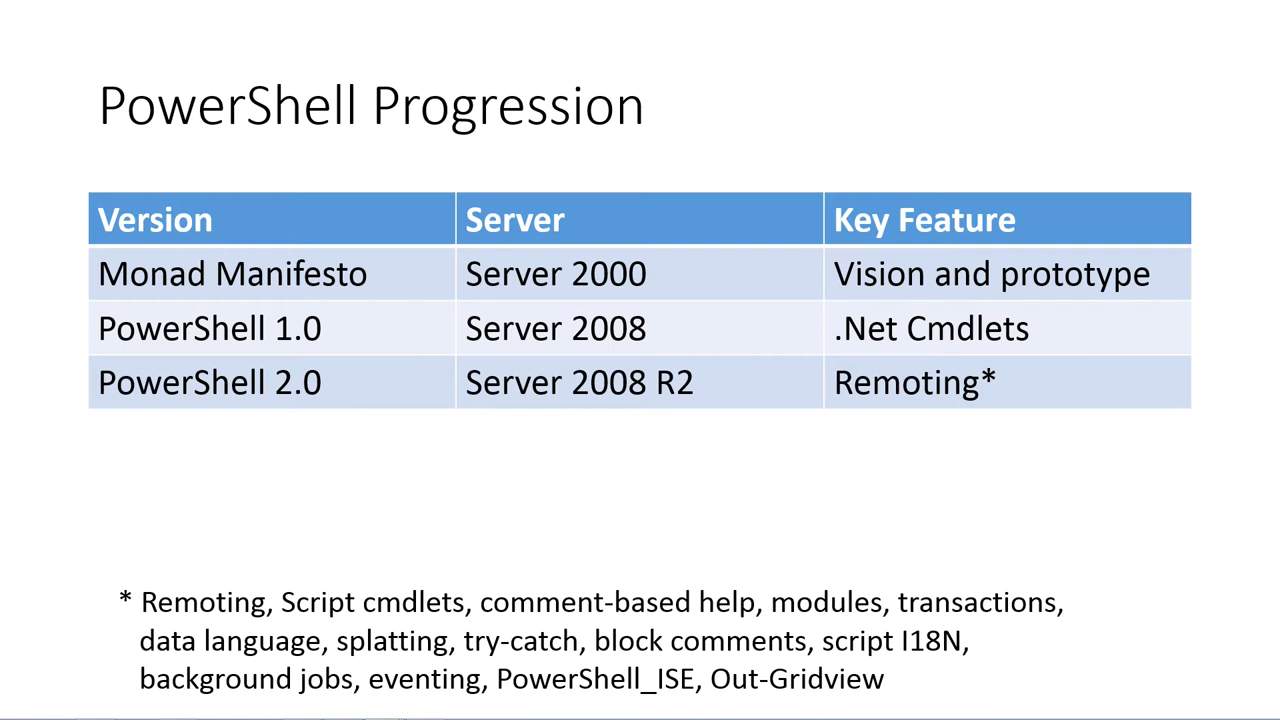 PowerShell Progression
Version Server Key Feature
Monad Manifesto Server 2000 Vision and prototype
PowerShell 1.0 Server 2008 .Net Cmdlets
PowerShell 2.0 Server 2008 R2 Remoting*
* Remoting, Script cmdlets, comment-based help, modules, transactions,
data language, splatting, try-catch, block comments, script I18N,
background jobs, eventing, PowerShell_ISE, Out-Gridview